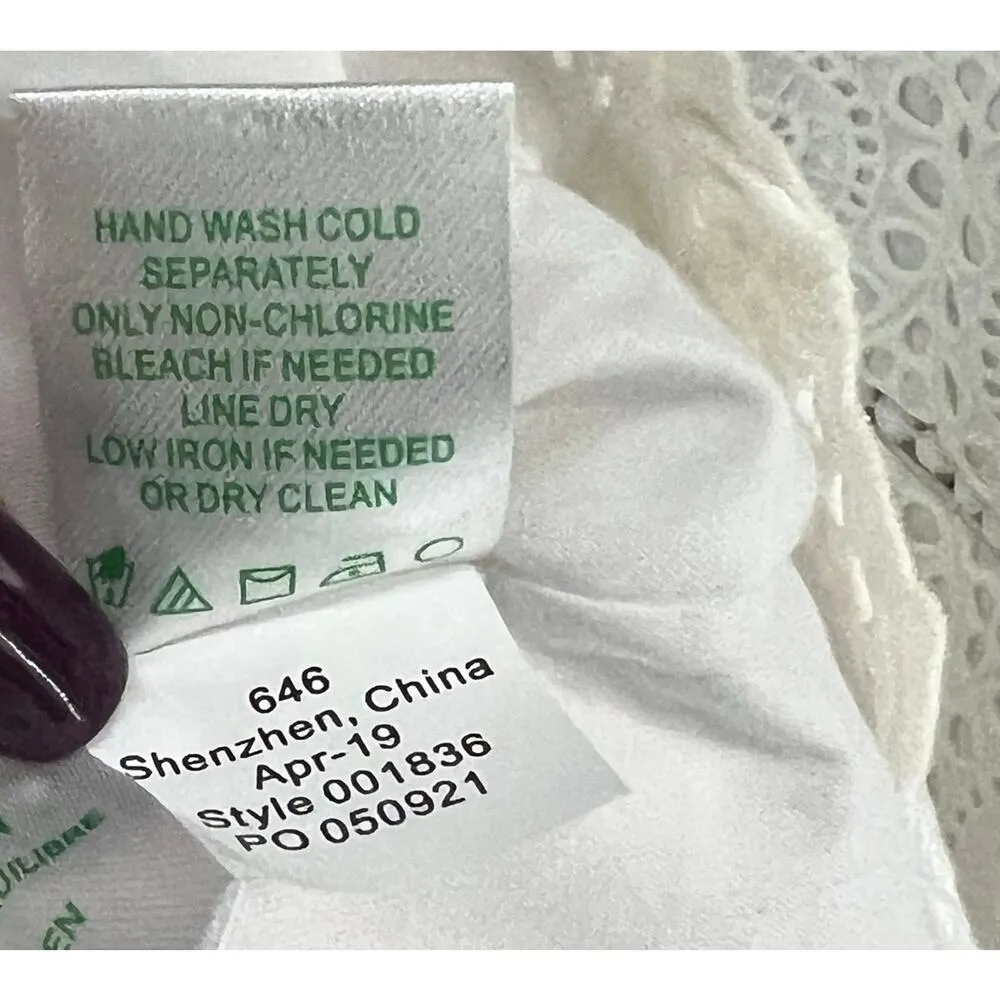 HAND WASH COLD
SEPARATELY
ONLY NON-CHLORINE
BLEACH IF NEEDED
LINE DRY
LOW IRON IF NEEDED
OR DRY CLEAN
646
Shenzhen, China
Apr-19
Style 001836
PO 050921